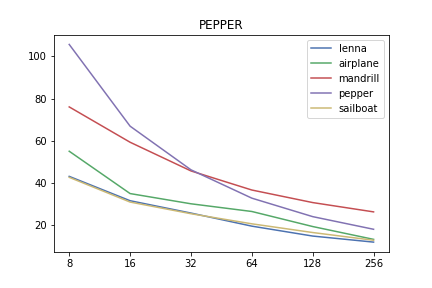 PEPPER
100
80
60
40
20
8 16 32 64 128 256
lenna
airplane
mandrill
pepper
sailboat